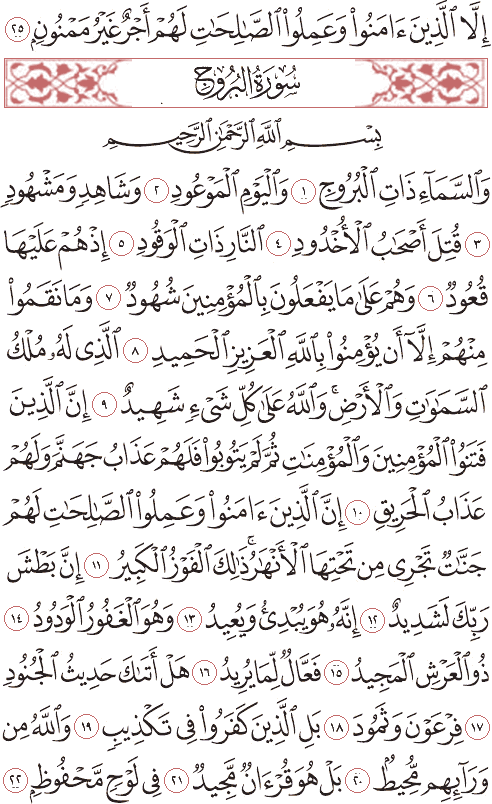 إِلَّا ٱلَّذِينَ ءَامَنُوا۟ وَعَمِلُوا۟ ٱلصَّـٰلِحَـٰتِ لَهُمْ أَجْرٌ غَيْرُ مَمْنُونٍۭ ٢٥
سُورَةُ البُرُوجِ
بِسْمِ ٱللَّهِ ٱلرَّحْمَـٰنِ ٱلرَّحِيمِ
وَٱلسَّمَآءِ ذَاتِ ٱلْبُرُوجِ ١ وَٱلْيَوْمِ ٱلْمَوْعُودِ ٢ وَشَاهِدٍ وَمَشْهُودٍ
٣ قُتِلَ أَصْحَـٰبُ ٱلْأُخْدُودِ ٤ ٱلنَّارِ ذَاتِ ٱلْوَقُودِ ٥ إِذْ هُمْ عَلَيْهَا
قُعُودٌ ٦ وَهُمْ عَلَىٰ مَا يَفْعَلُونَ بِٱلْمُؤْمِنِينَ شُهُودٌ ٧ وَمَا نَقَمُوا۟
مِنْهُمْ إِلَّآ أَن يُؤْمِنُوا۟ بِٱللَّهِ ٱلْعَزِيزِ ٱلْحَمِيدِ ٨ ٱلَّذِى لَهُۥ مُلْكُ
ٱلسَّمَـٰوَٰتِ وَٱلْأَرْضِ ۚ وَٱللَّهُ عَلَىٰ كُلِّ شَىْءٍ شَهِيدٌ ٩ إِنَّ ٱلَّذِينَ
فَتَنُوا۟ ٱلْمُؤْمِنِينَ وَٱلْمُؤْمِنَـٰتِ ثُمَّ لَمْ يَتُوبُوا۟ فَلَهُمْ عَذَابُ جَهَنَّمَ وَلَهُمْ
عَذَابُ ٱلْحَرِيقِ ١٠ إِنَّ ٱلَّذِينَ ءَامَنُوا۟ وَعَمِلُوا۟ ٱلصَّـٰلِحَـٰتِ لَهُمْ
جَنَّـٰتٌ تَجْرِى مِن تَحْتِهَا ٱلْأَنْهَـٰرُ ۚ ذَٰلِكَ ٱلْفَوْزُ ٱلْكَبِيرُ ١١ إِنَّ بَطْشَ
رَبِّكَ لَشَدِيدٌ ١٢ إِنَّهُۥ هُوَ يُبْدِئُ وَيُعِيدُ ١٣ وَهُوَ ٱلْغَفُورُ ٱلْوَدُودُ ١٤
ذُو ٱلْعَرْشِ ٱلْمَجِيدُ ١٥ فَعَّالٌ لِّمَا يُرِيدُ ١٦ هَلْ أَتَىٰكَ حَدِيثُ ٱلْجُنُودِ
١٧ فِرْعَوْنَ وَثَمُودَ ١٨ بَلِ ٱلَّذِينَ كَفَرُوا۟ فِى تَكْذِيبٍ ١٩ وَٱللَّهُ مِن
وَرَآئِهِم مُّحِيطٌۢ ٢٠ بَلْ هُوَ قُرْءَانٌ مَّجِيدٌ ٢١ فِى لَوْحٍ مَّحْفُوظٍۭ ٢٢